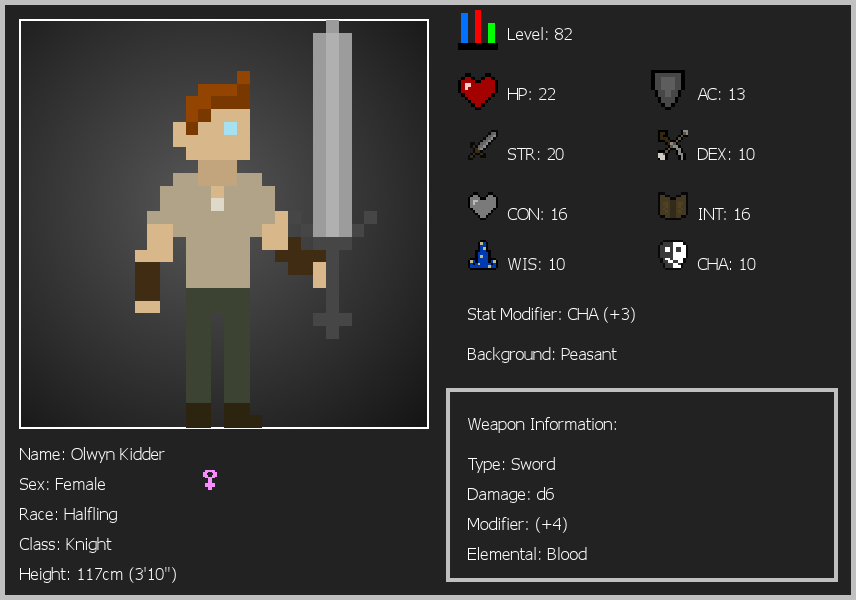 Level: 82
HP: 22
AC: 13
STR: 20
DEX: 10
CON: 16
INT: 16
WIS: 10
CHA: 10
Stat Modifier: CHA (+3)
Background: Peasant
Weapon Information:
Type: Sword
Damage: d6
Modifier: (+4)
Elemental: Blood
Name: Olwyn Kidder
Sex: Female
Race: Halfling
Class: Knight
Height: 117cm (3'10")